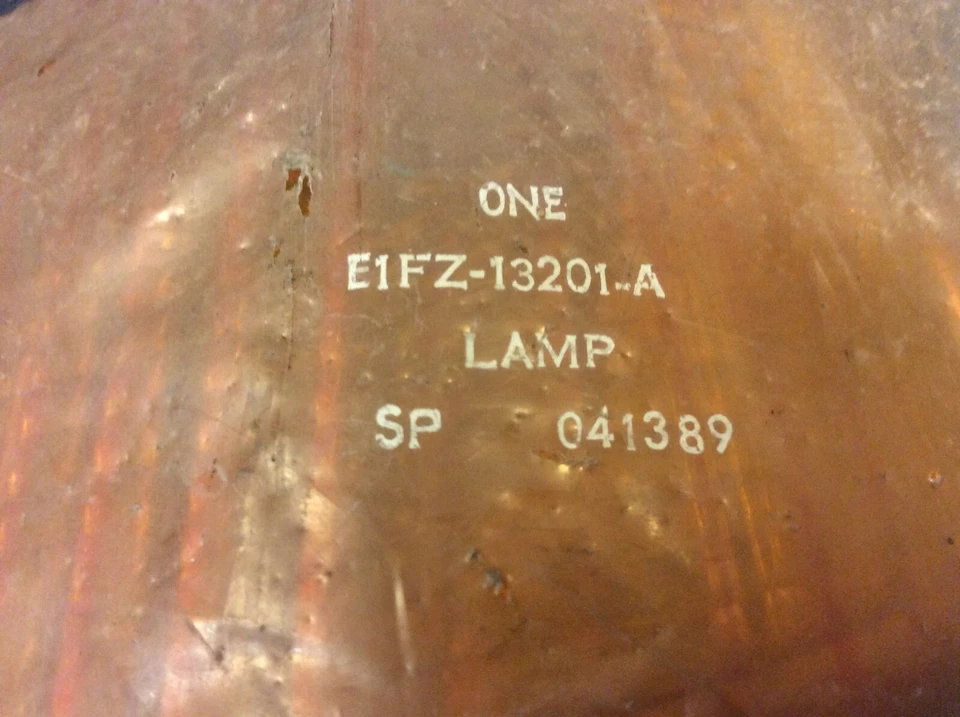 ONE
E1FZ-13201-A
LAMP
SP 041389